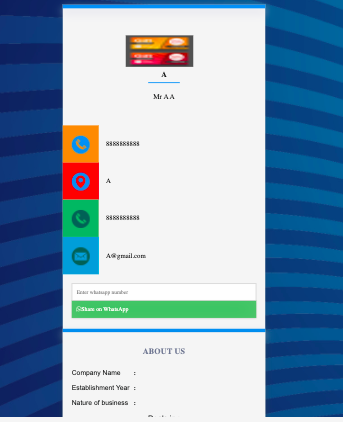 A
Mr A A
8888888888
A
8888888888
A@gmail.com
Enter whatsapp number
Share on WhatsApp
ABOUT US
Company Name :
Establishment Year :
Nature of business :